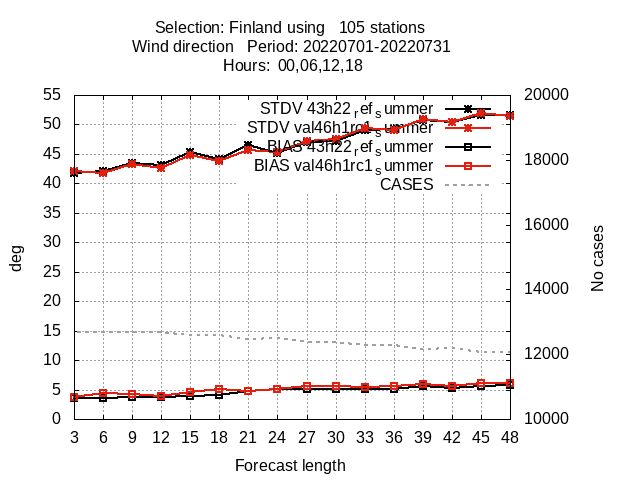 Selection: Finland using   105 stations
Wind direction   Period: 20220701-20220731
Hours:  00,06,12,18
STDV 43h22_ref_summer
STDV val46h1rc1_summer
BIAS 43h22_ref_summer
BIAS val46h1rc1_summer
CASES
55
50
45
40
35
30
25
20
15
10
5
0
deg
20000
18000
16000
14000
12000
10000
No cases
3 6 9 12 15 18 21 24 27 30 33 36 39 42 45 48
Forecast length